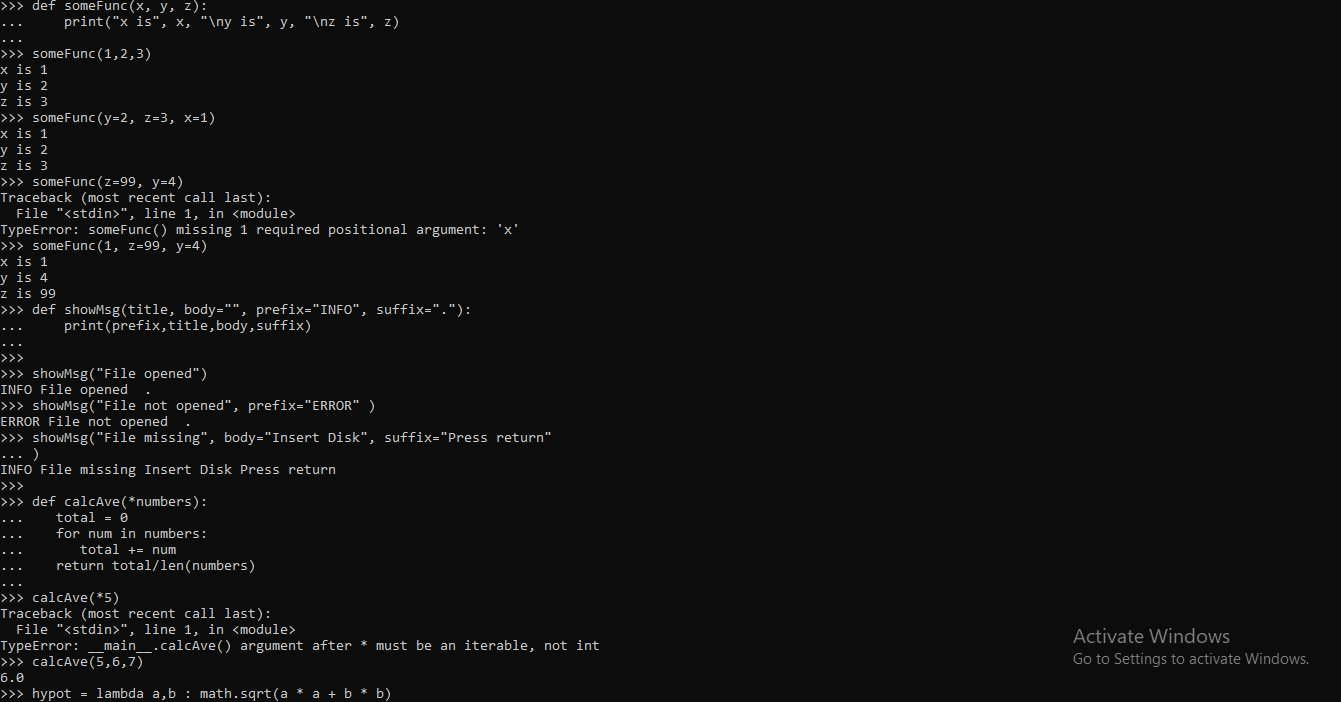 >>> def someFunc(x, y, z):
...     print("x is", x, "\ny is", y, "\nz is", z)
...
>>> someFunc(1,2,3)
x is 1
y is 2
z is 3
>>> someFunc(y=2, z=3, x=1)
x is 1
y is 2
z is 3
>>> someFunc(z=99, y=4)
Traceback (most recent call last):
  File "<stdin>", line 1, in <module>
TypeError: someFunc() missing 1 required positional argument: 'x'
>>> someFunc(1, z=99, y=4)
x is 1
y is 4
z is 99
>>> def showMsg(title, body="", prefix="INFO", suffix="."):
...     print(prefix,title,body,suffix)
...
>>>
>>> showMsg("File opened")
INFO File opened  .
>>> showMsg("File not opened", prefix="ERROR" )
ERROR File not opened  .
>>> showMsg("File missing", body="Insert Disk", suffix="Press return"
... )
INFO File missing Insert Disk Press return
>>>
>>> def calcAve(*numbers):
...    total = 0
...    for num in numbers:
...       total += num
...    return total/len(numbers)
...
>>> calcAve(*5)
Traceback (most recent call last):
  File "<stdin>", line 1, in <module>
TypeError: __main__.calcAve() argument after * must be an iterable, not int
>>> calcAve(5,6,7)
6.0
>>> hypot = lambda a,b : math.sqrt(a * a + b * b)
Activate Windows
Go to Settings to activate Windows.